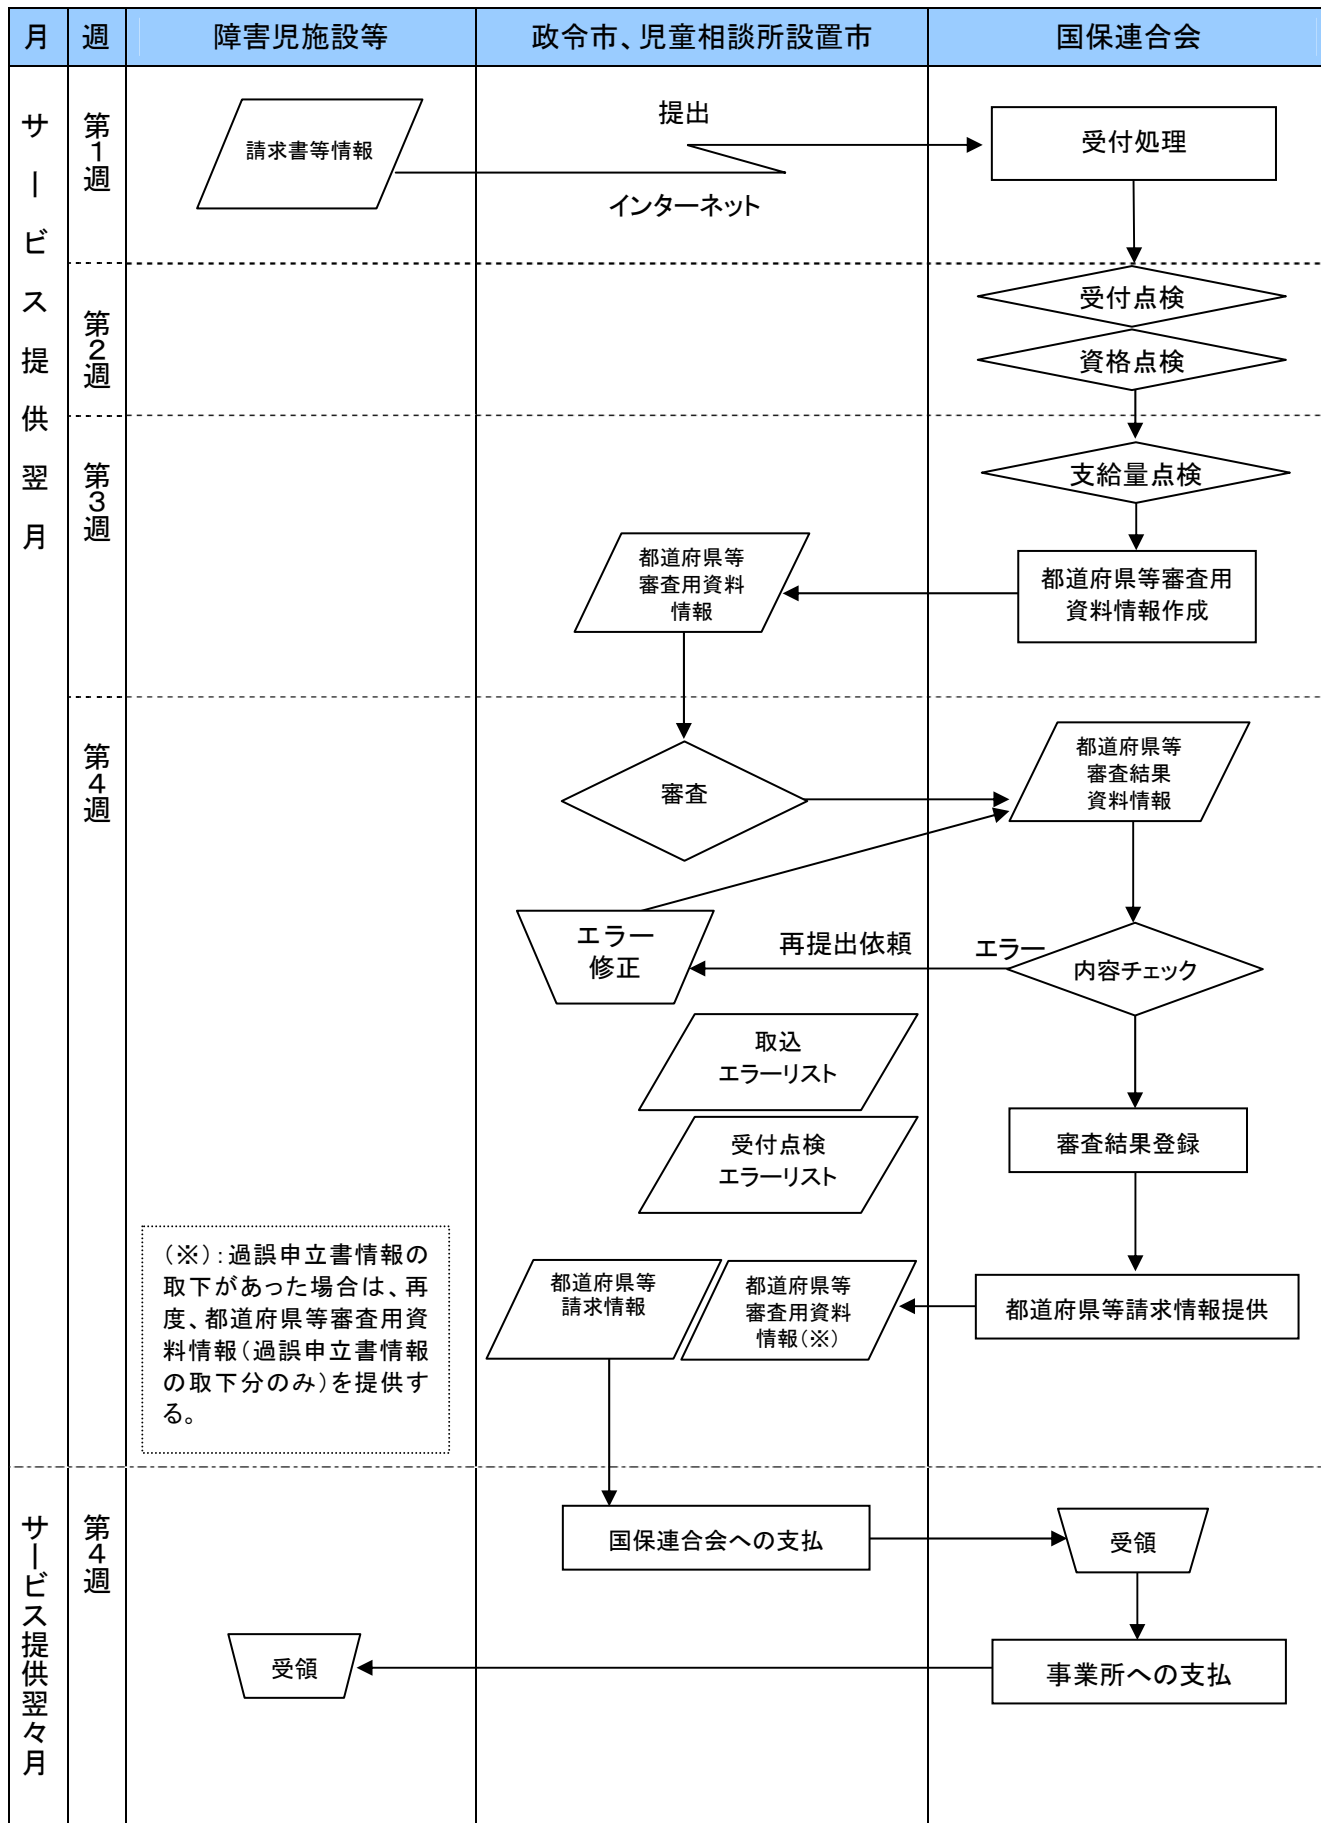 月
週
障害児施設等
政令市、児童相談所設置市
国保連合会
サービス提供翌月
第1週
請求書等情報
提出
インターネット
受付処理
第2週
受付点検
資格点検
第3週
支給量点検
都道府県等
審査用資料
情報
都道府県等審査用
資料情報作成
第4週
審査
都道府県等
審査結果
資料情報
エラー
修正
再提出依頼
エラー
内容チェック
取込
エラーリスト
受付点検
エラーリスト
審査結果登録
(※):過誤申立書情報の
取下があった場合は、再
度、都道府県等審査用資
料情報(過誤申立書情報
の取下分のみ)を提供す
る。
都道府県等
請求情報
都道府県等
審査用資料
情報(※)
都道府県等請求情報提供
サービス提供翌々月
第4週
国保連合会への支払
受領
受領
事業所への支払